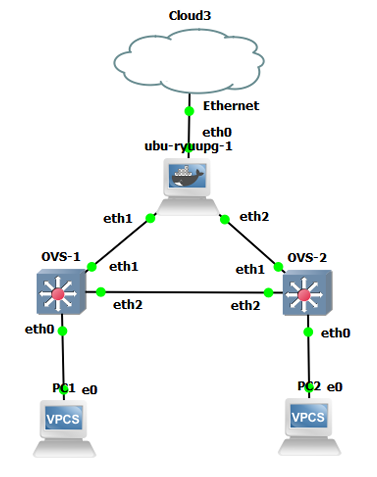 Cloud3
Ethernet
eth0
ubu-ryuupg-1
eth1
eth2
OVS-1
OVS-2
eth1
eth1
eth2
eth2
eth0
eth0
PC1
e0
PC2
e0
VPCS
VPCS